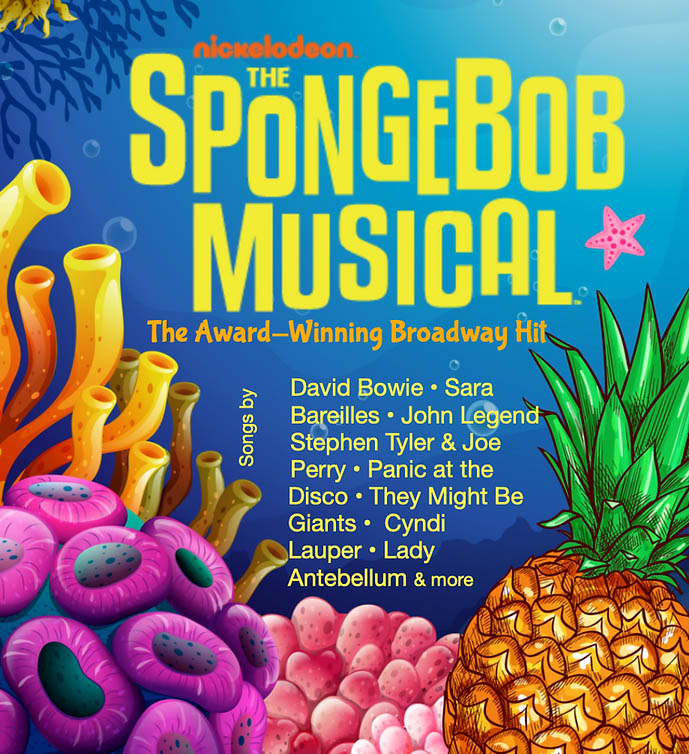 nickelodeon
THE
SPONGEBOB
MUSICAL
The Award-Winning Broadway Hit
Songs by
David Bowie • Sara
Bareilles • John Legend
Stephen Tyler & Joe
Perry • Panic at the
Disco • They Might Be
Giants • Cyndi
Lauper • Lady
Antebellum & more